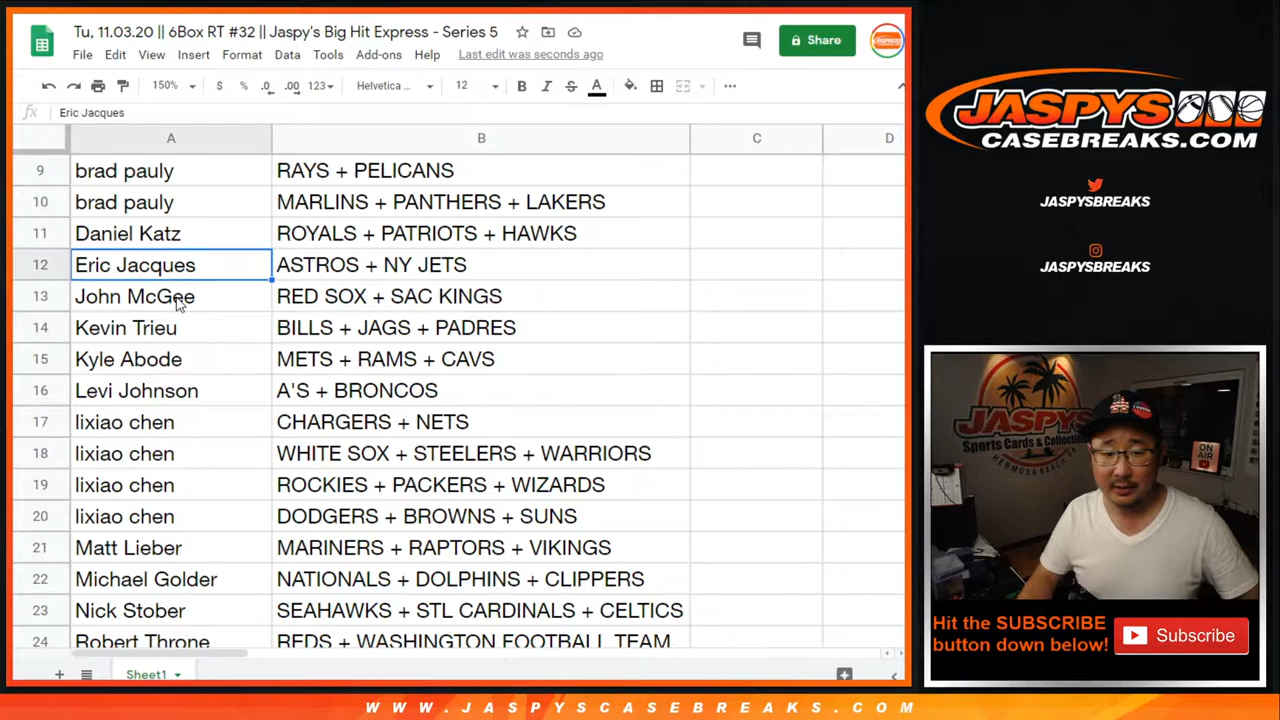 Tu, 11.03.20 || 6Box RT #32 || Jaspy's Big Hit Express - Series 5
File Edit View Insert Format Data Tools Add-ons Help Last edit was seconds ago
Share
150% $ % .0 .00 123 Helvetica ... 12 B I S A
fx Eric Jacques
A B C D
9 brad pauly RAYS + PELICANS
10 brad pauly MARLINS + PANTHERS + LAKERS
11 Daniel Katz ROYALS + PATRIOTS + HAWKS
12 Eric Jacques ASTROS + NY JETS
13 John McGee RED SOX + SAC KINGS
14 Kevin Trieu BILLS + JAGS + PADRES
15 Kyle Abode METS + RAMS + CAVS
16 Levi Johnson A'S + BRONCOS
17 lixiao chen CHARGERS + NETS
18 lixiao chen WHITE SOX + STEELERS + WARRIORS
19 lixiao chen ROCKIES + PACKERS + WIZARDS
20 lixiao chen DODGERS + BROWNS + SUNS
21 Matt Lieber MARINERS + RAPTORS + VIKINGS
22 Michael Golder NATIONALS + DOLPHINS + CLIPPERS
23 Nick Stober SEAHAWKS + STL CARDINALS + CELTICS
24 Robert Throne REDS + WASHINGTON FOOTBALL TEAM
Sheet1
JASPYS
CASEBREAKS.COM
JASPYSBREAKS
JASPYSBREAKS
JASPYS
Sports Cards & Collectibles
HERMOSA BEACH
ON AIR
Hit the SUBSCRIBE
button down below!
Subscribe
WWW.JASPYSCASEBREAKS.COM